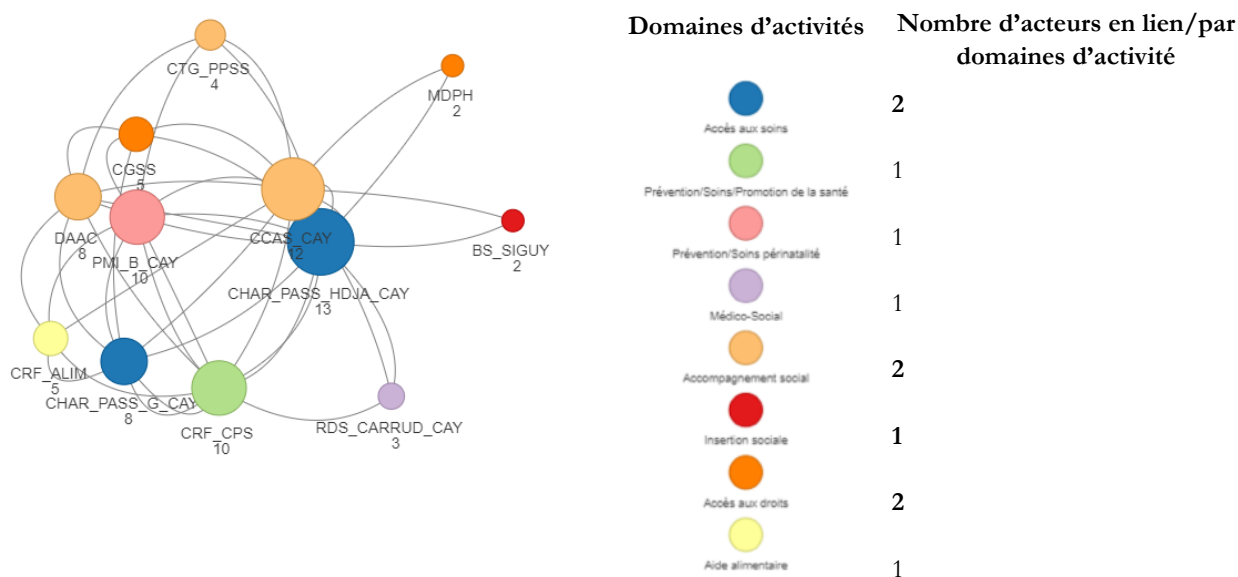 CTG_PPSS
4
MDPH
2
CGSS
5
DAAC
8
PMI_B_CAY
10
CCAS_CAY
12
CHAR_PASS_HDJA_CAY
13
BS_SIGUY
2
CRF_ALIM
5
CHAR_PASS_G_CAY
8
CRF_CPS
10
RDS_CARRUD_CAY
3
Domaines d’activités
Nombre d’acteurs en lien/par
domaines d’activité
Accès aux soins
2
Prévention/Soins/Promotion de la santé
1
Prévention/Soins périnatalité
1
Médico-Social
1
Accompagnement social
2
Insertion sociale
1
Accès aux droits
2
Aide alimentaire
1